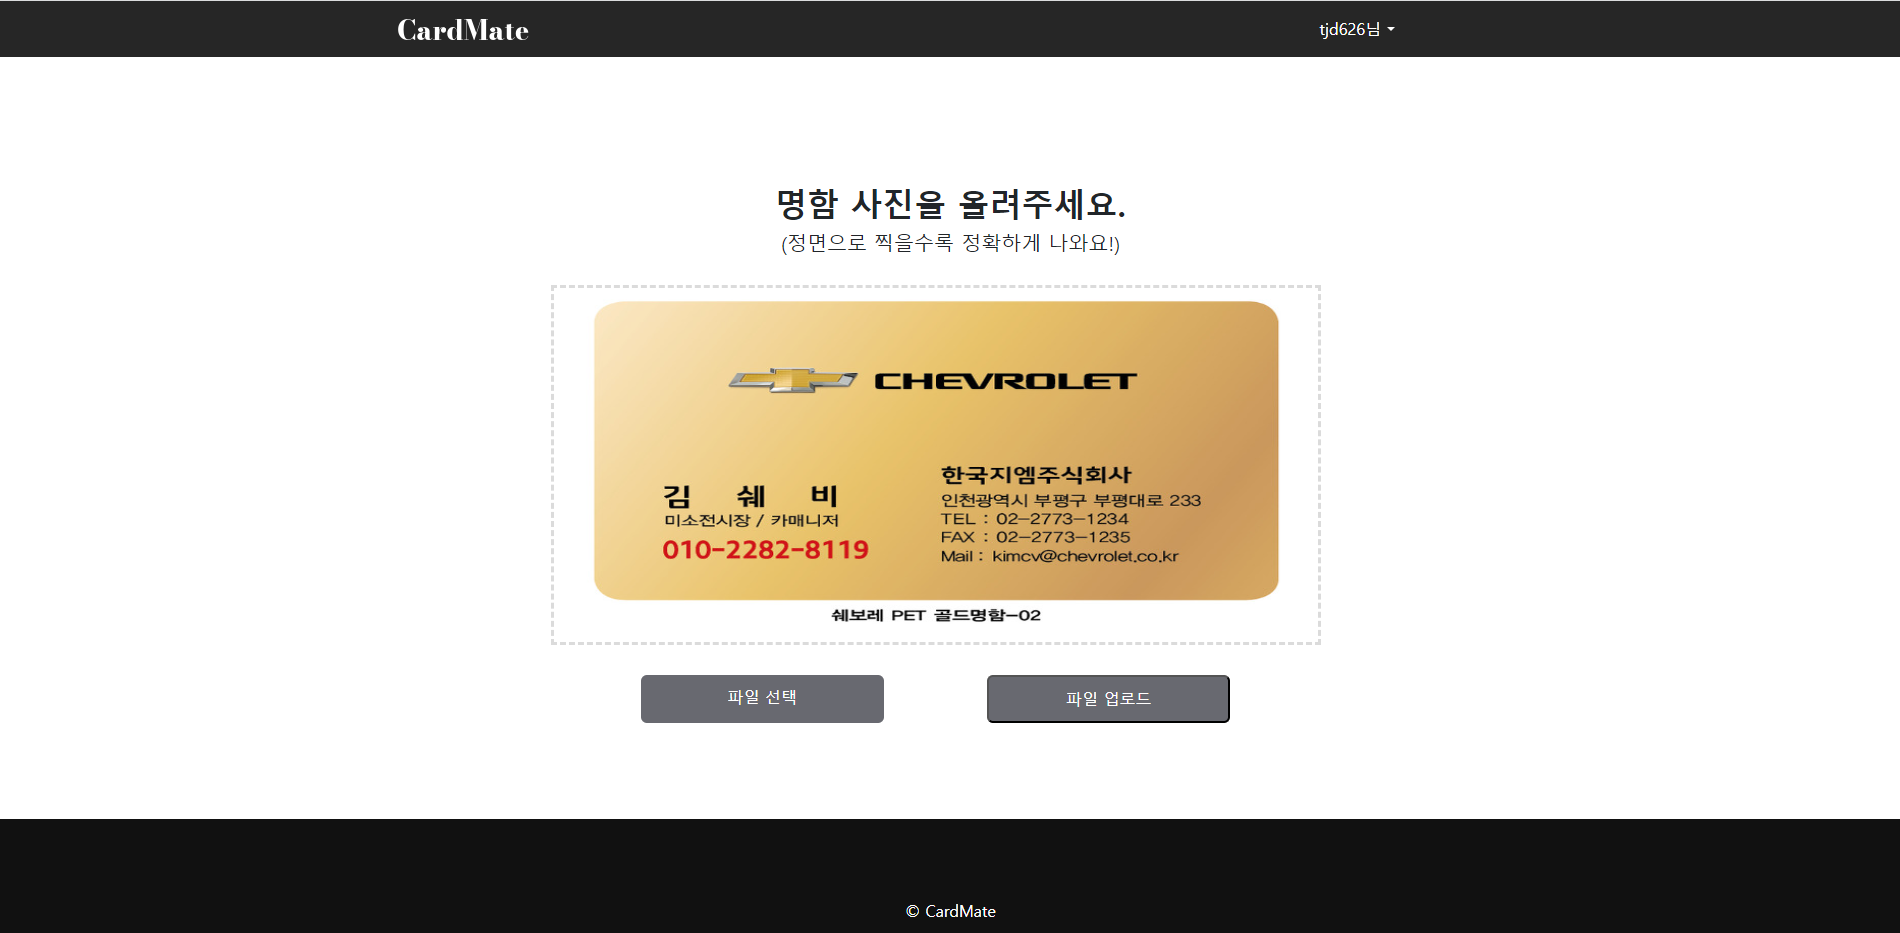 CardMate
tjd626님
명함 사진을 올려주세요.
(정면으로 찍을수록 정확하게 나와요!)
CHEVROLET
김 쉐 비
미소전시장 / 카매니저
010-2282-8119
한국지엠주식회사
인천광역시 부평구 부평대로 233
TEL : 02-2773-1234
FAX : 02-2773-1235
Mail : kimcv@chevrolet.co.kr
쉐보레 PET 골드명함-02
파일 선택
파일 업로드
© CardMate